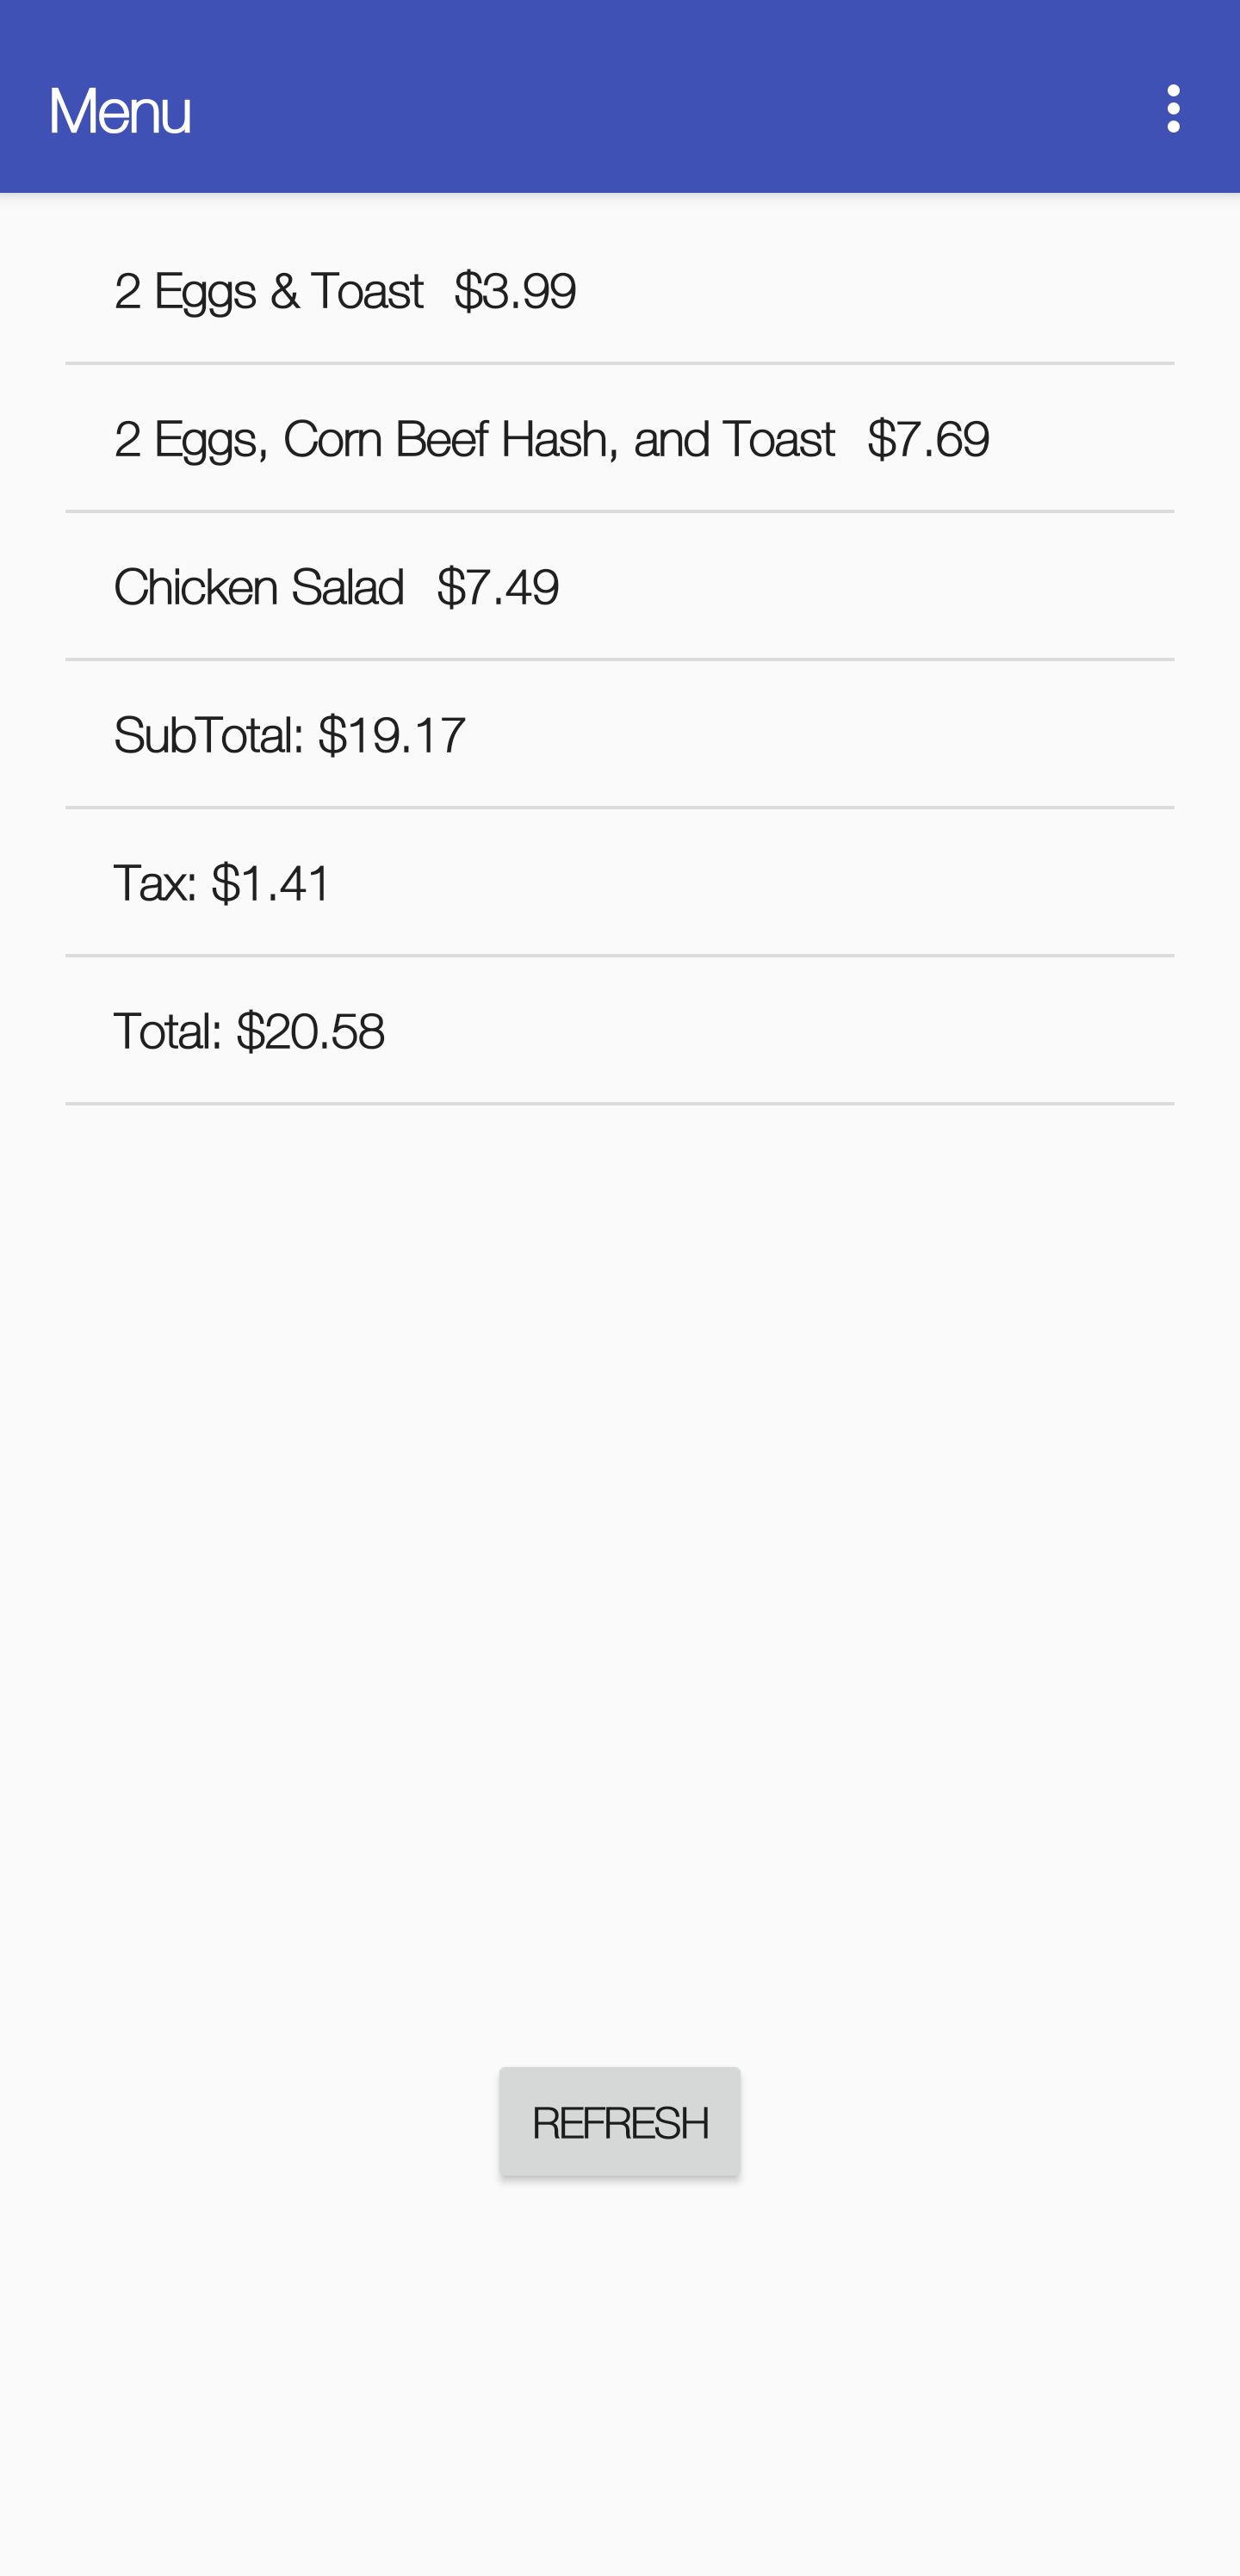 Menu
2 Eggs & Toast  $3.99
2 Eggs, Corn Beef Hash, and Toast  $7.69
Chicken Salad  $7.49
SubTotal: $19.17
Tax: $1.41
Total: $20.58
REFRESH